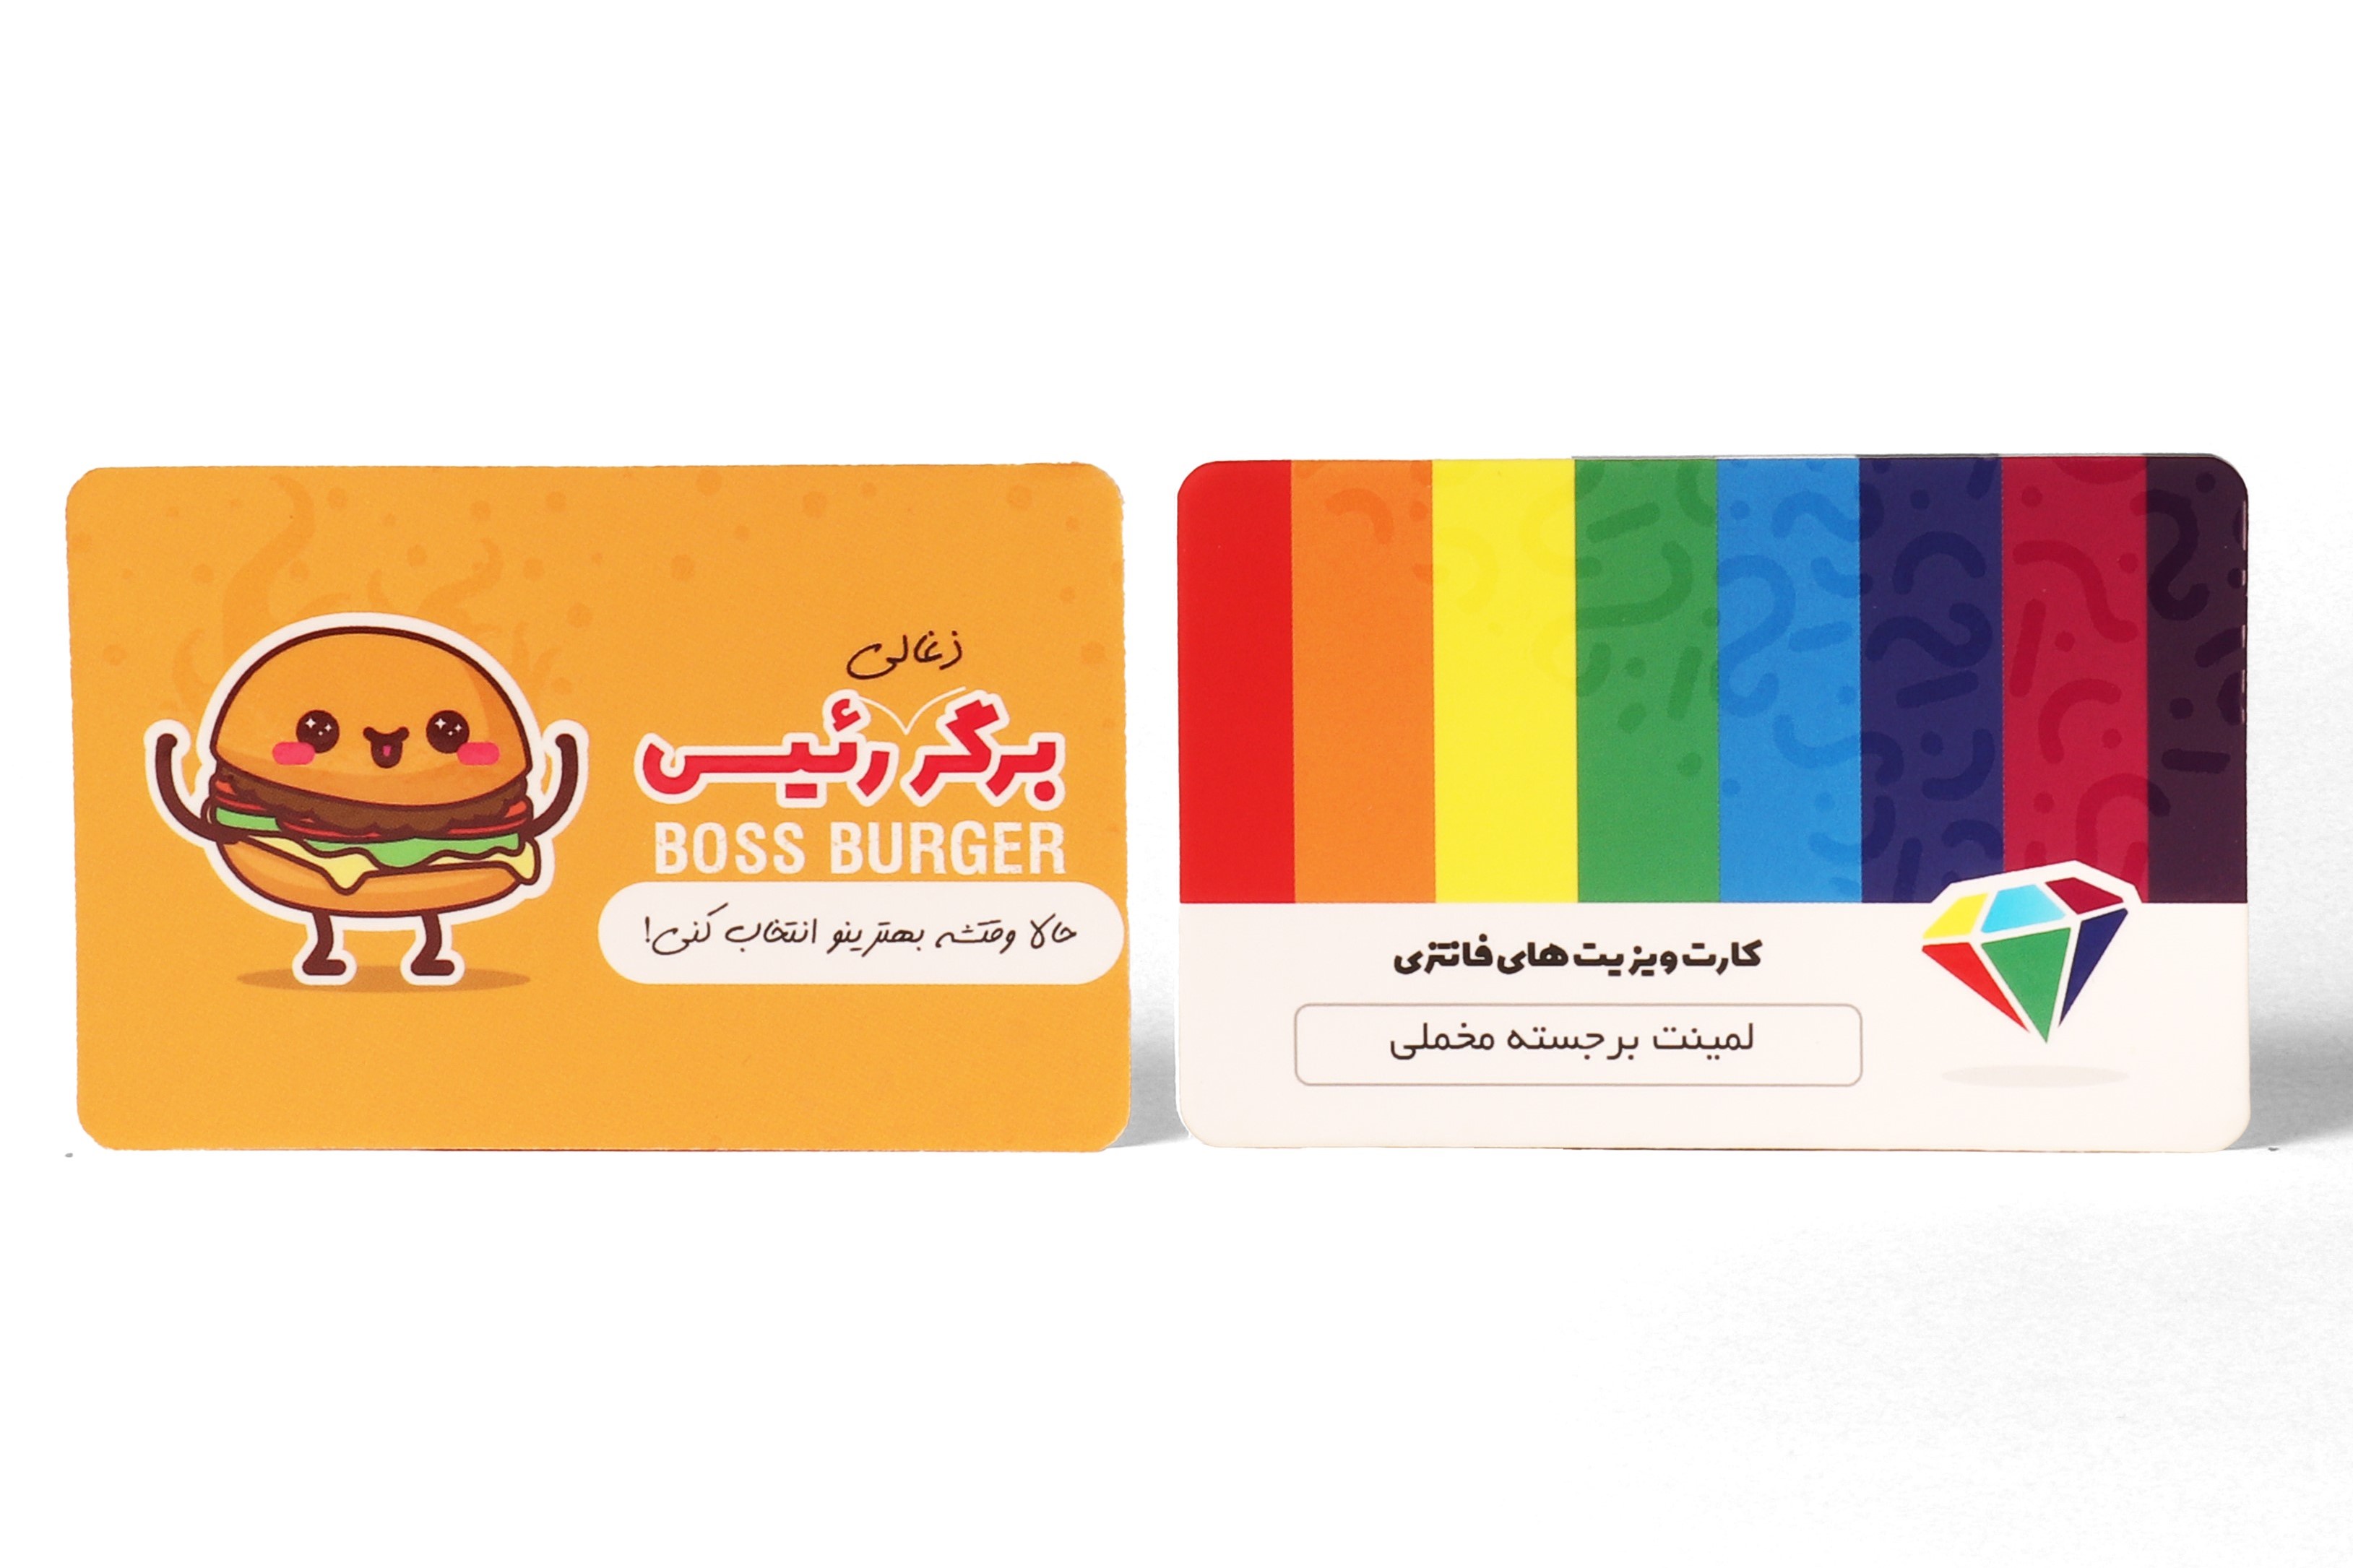 زغالی
برگر رئیس
BOSS BURGER
حالا وقتشه بهترینو انتخاب کنی!
کارت ویزیت های فانتزی
لمینت برجسته مخملی